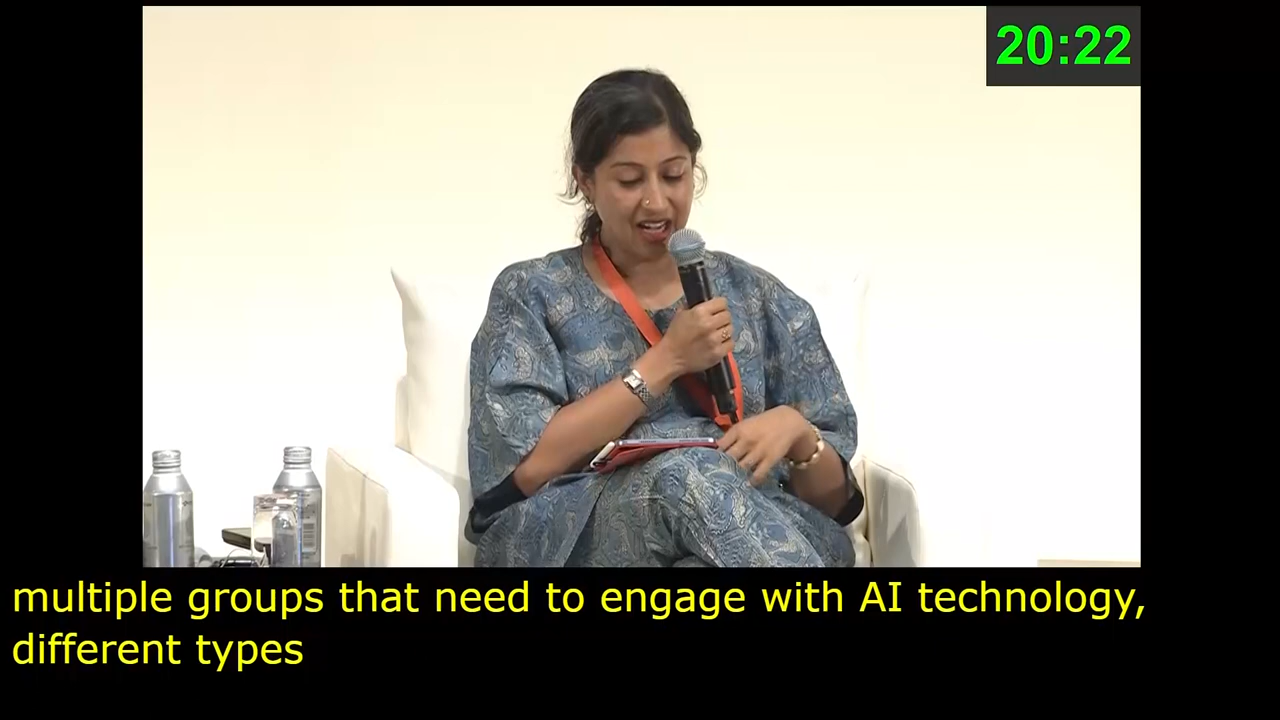 20:22
multiple groups that need to engage with AI technology,
different types